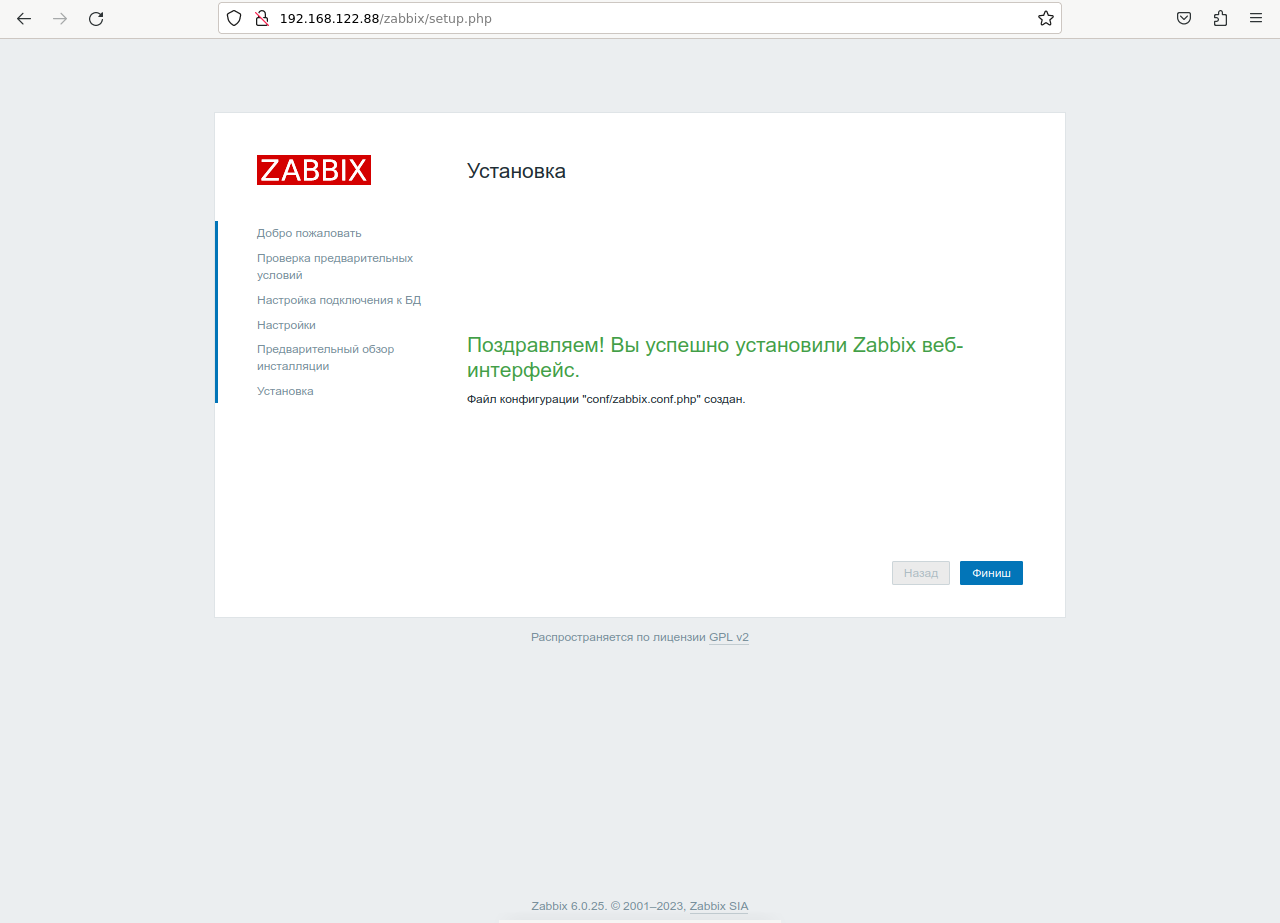 192.168.122.88/zabbix/setup.php
ZABBIX
Установка
Добро пожаловать
Проверка предварительных
условий
Настройка подключения к БД
Настройки
Предварительный обзор
инсталляции
Установка
Поздравляем! Вы успешно установили Zabbix веб-
интерфейс.
Файл конфигурации "conf/zabbix.conf.php" создан.
Назад Финиш
Распространяется по лицензии GPL v2
Zabbix 6.0.25. © 2001–2023, Zabbix SIA